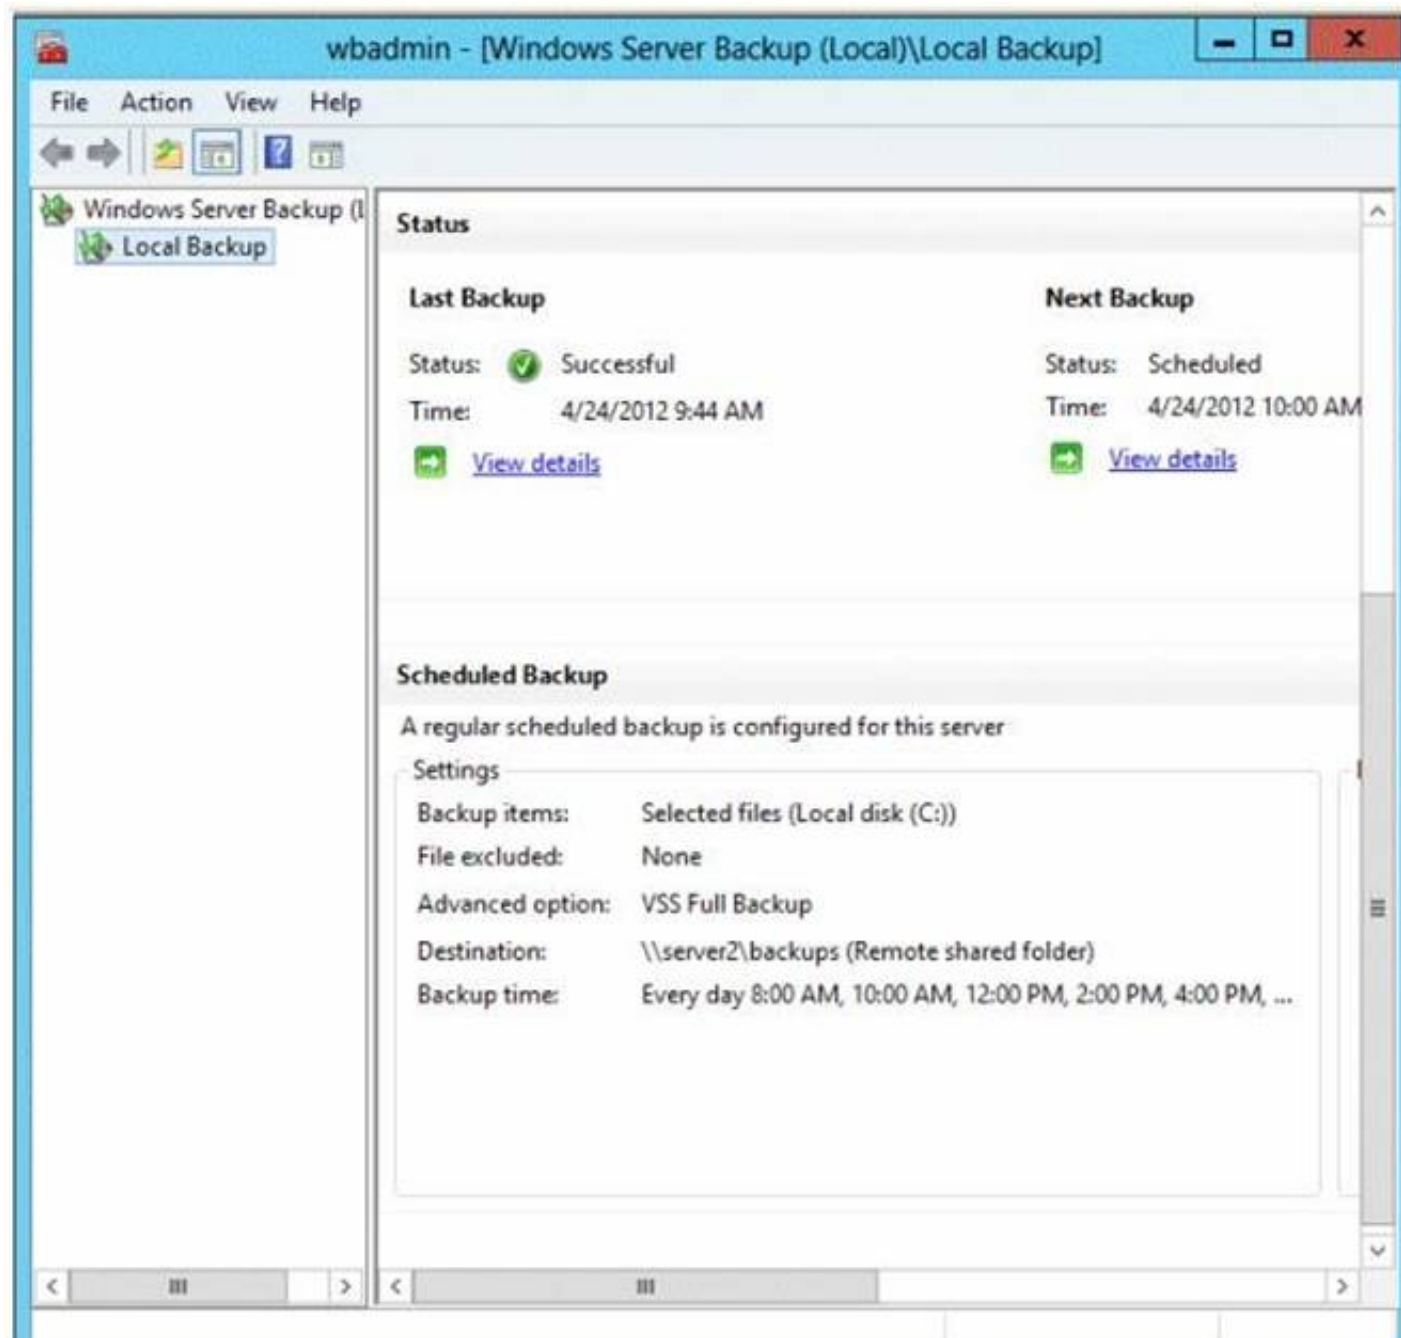 wbadmin - [Windows Server Backup (Local)\Local Backup]
File Action View Help
Windows Server Backup (l
Local Backup
Status
Last Backup
Next Backup
Status: Successful
Status: Scheduled
Time: 4/24/2012 9:44 AM
Time: 4/24/2012 10:00 AM
View details
View details
Scheduled Backup
A regular scheduled backup is configured for this server
Settings
Backup items: Selected files (Local disk (C:))
File excluded: None
Advanced option: VSS Full Backup
Destination: \\server2\backups (Remote shared folder)
Backup time: Every day 8:00 AM, 10:00 AM, 12:00 PM, 2:00 PM, 4:00 PM, ...